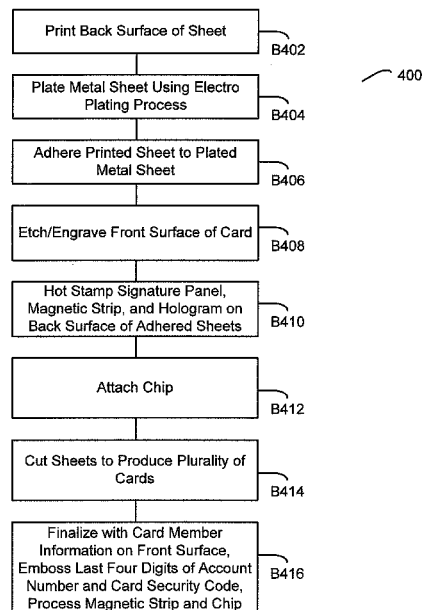 Print Back Surface of Sheet
B402
400
Plate Metal Sheet Using Electro
Plating Process
B404
Adhere Printed Sheet to Plated
Metal Sheet
B406
Etch/Engrave Front Surface of Card
B408
Hot Stamp Signature Panel,
Magnetic Strip, and Hologram on
Back Surface of Adhered Sheets
B410
Attach Chip
B412
Cut Sheets to Produce Plurality of
Cards
B414
Finalize with Card Member
Information on Front Surface,
Emboss Last Four Digits of Account
Number and Card Security Code,
Process Magnetic Strip and Chip
B416